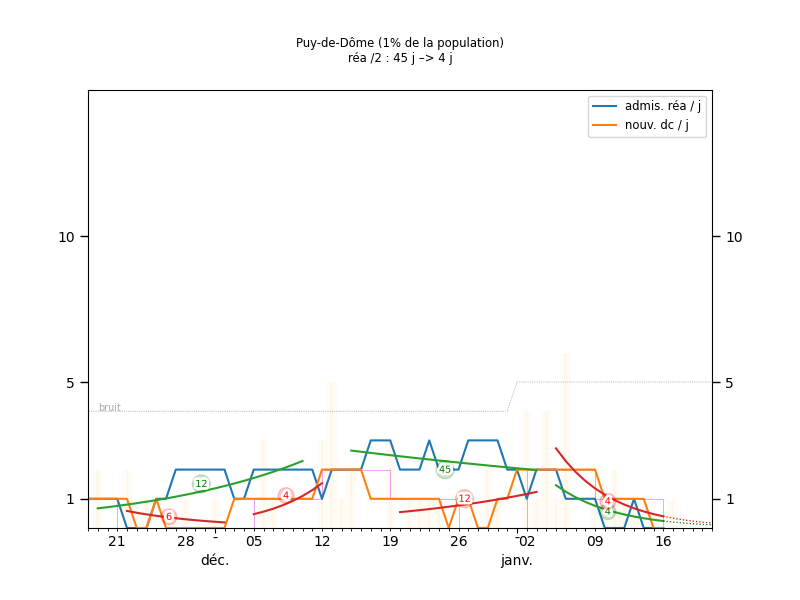 Puy-de-Dôme (1% de la population)
réa /2 : 45 j –> 4 j
admis. réa / j
nouv. dc / j
10 10
5 5
bruit
45
12
12
4
4
4
6
1 1
21 28 - 05 12 19 26 - 02 09 16
déc. janv.